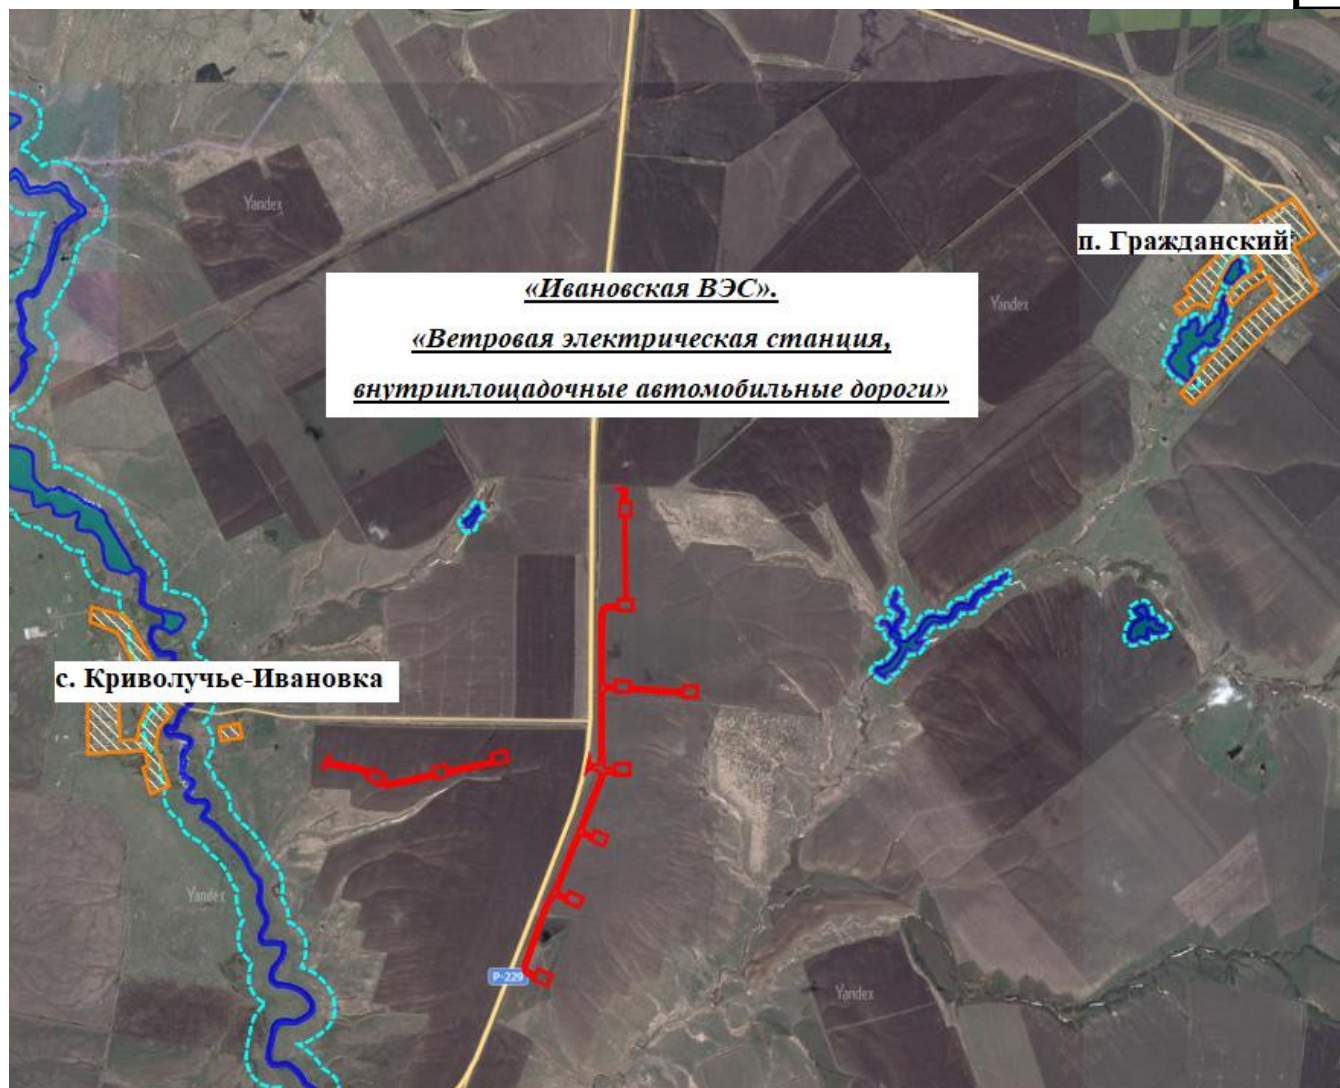 Yandex
п. Гражданский
«Ивановская ВЭС».
«Ветровая электрическая станция,
внутриплощадочные автомобильные дороги»
Yandex
с. Криволучье-Ивановка
Yandex
Р-229
Yandex